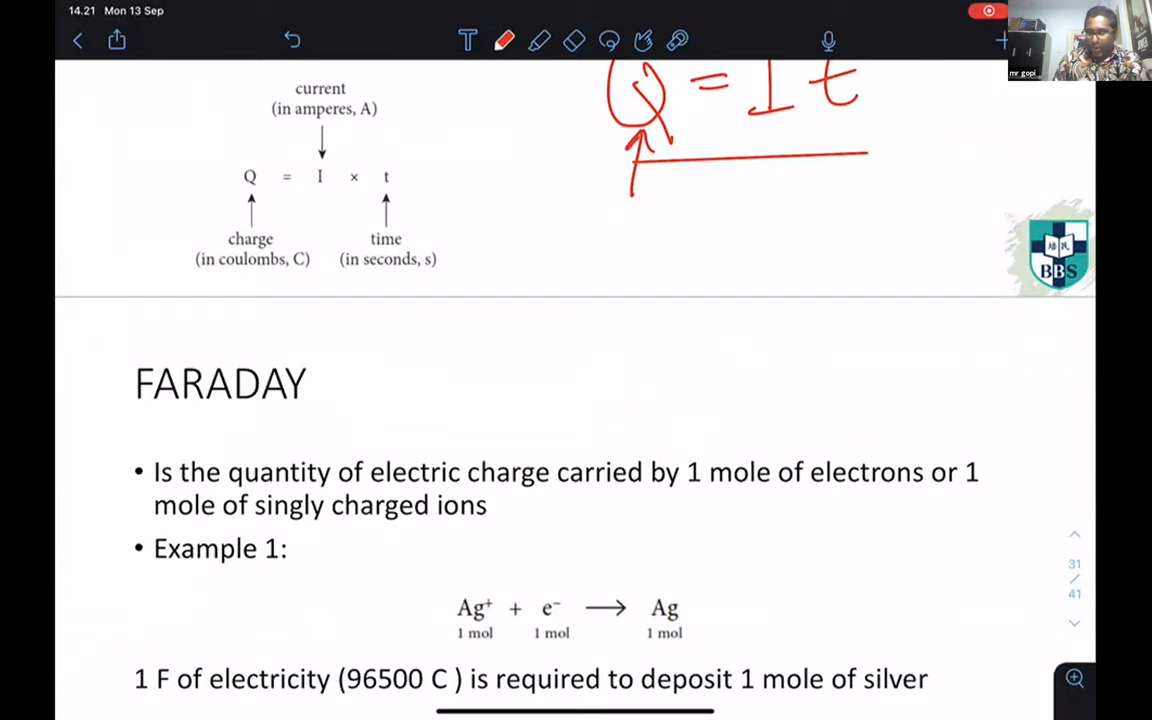 14.21 Mon 13 Sep
mr gopi
current
(in amperes, A)
Q = I t
Q = I × t
charge
(in coulombs, C)
time
(in seconds, s)
培民
BBS
FARADAY
• Is the quantity of electric charge carried by 1 mole of electrons or 1
mole of singly charged ions
• Example 1:
Ag⁺ + e⁻ ⟶ Ag
1 mol 1 mol 1 mol
1 F of electricity (96500 C ) is required to deposit 1 mole of silver
31
/
41